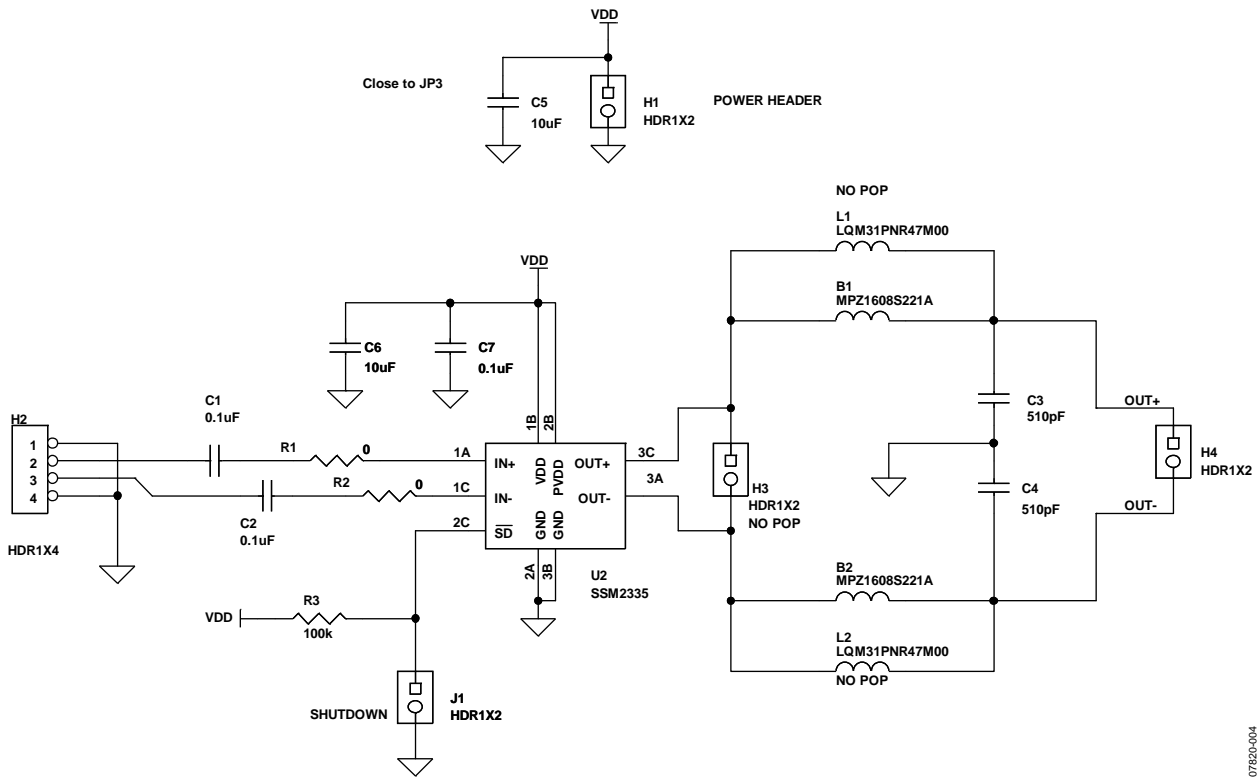 VDD
Close to JP3
C5
10uF
H1
HDR1X2
POWER HEADER
NO POP
L1
LQM31PNR47M00
VDD
B1
MPZ1608S221A
C6
10uF
C7
0.1uF
C1
0.1uF
C3
510pF
OUT+
H2
1
2
3
4
HDR1X4
R1
0
1A
1B
2B
IN+
VDD
PVDD
OUT+
3C
3A
H4
HDR1X2
R2
0
1C
IN-
OUT-
H3
HDR1X2
NO POP
C4
510pF
OUT-
C2
0.1uF
2C
SD
GND
GND
2A
3B
U2
SSM2335
B2
MPZ1608S221A
R3
VDD
100k
L2
LQM31PNR47M00
NO POP
J1
HDR1X2
SHUTDOWN
07820-004